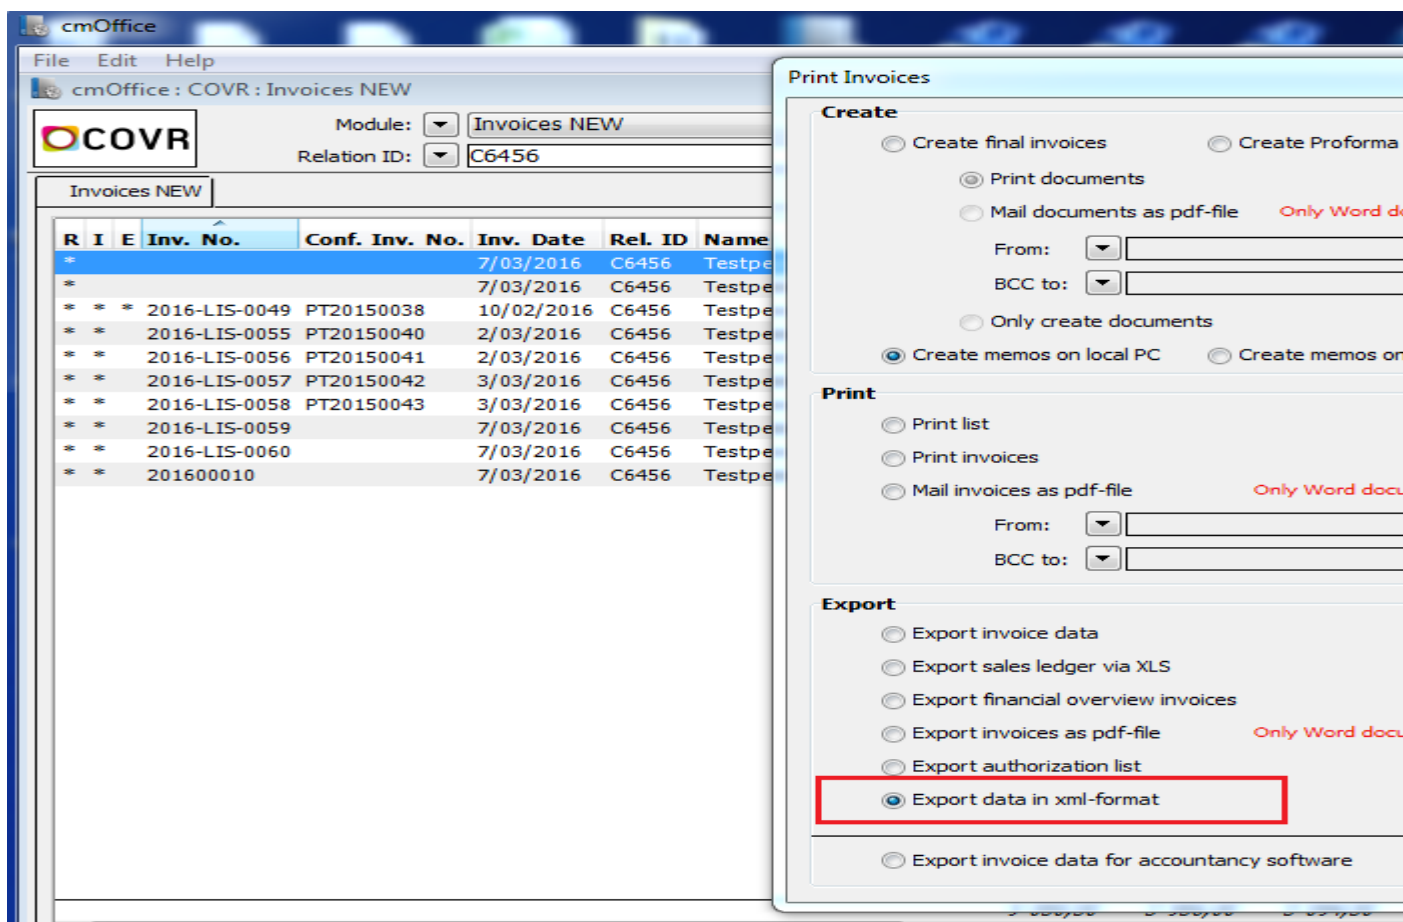 cmOffice
File Edit Help
cmOffice : COVR : Invoices NEW
COVR
Module: Invoices NEW
Relation ID: C6456
Invoices NEW
R I E Inv. No. Conf. Inv. No. Inv. Date Rel. ID Name
* 7/03/2016 C6456 Testpe
* 7/03/2016 C6456 Testpe
* * * 2016-LIS-0049 PT20150038 10/02/2016 C6456 Testpe
* * 2016-LIS-0055 PT20150040 2/03/2016 C6456 Testpe
* * 2016-LIS-0056 PT20150041 2/03/2016 C6456 Testpe
* * 2016-LIS-0057 PT20150042 3/03/2016 C6456 Testpe
* * 2016-LIS-0058 PT20150043 3/03/2016 C6456 Testpe
* * 2016-LIS-0059 7/03/2016 C6456 Testpe
* * 2016-LIS-0060 7/03/2016 C6456 Testpe
* * 201600010 7/03/2016 C6456 Testpe
Print Invoices
Create
Create final invoices Create Proforma
Print documents
Mail documents as pdf-file Only Word do
From:
BCC to:
Only create documents
Create memos on local PC Create memos on
Print
Print list
Print invoices
Mail invoices as pdf-file Only Word docu
From:
BCC to:
Export
Export invoice data
Export sales ledger via XLS
Export financial overview invoices
Export invoices as pdf-file Only Word docu
Export authorization list
Export data in xml-format
Export invoice data for accountancy software